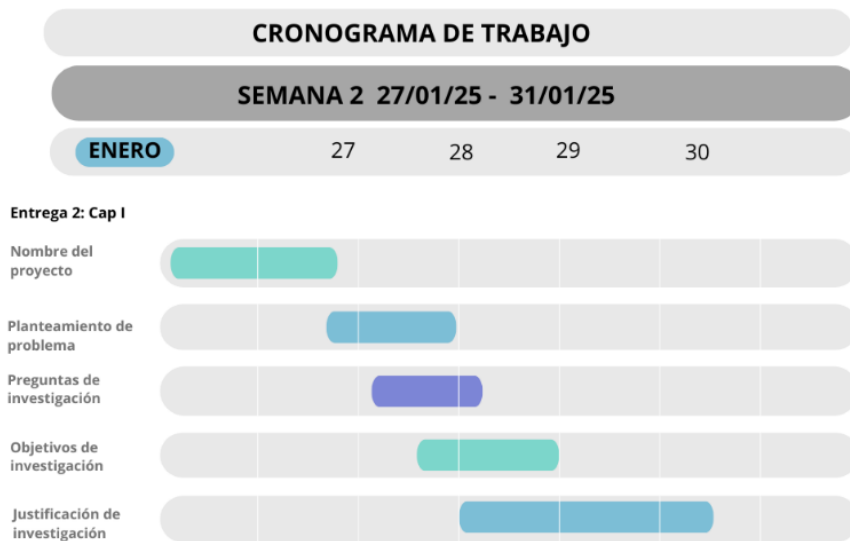 CRONOGRAMA DE TRABAJO
SEMANA 2 27/01/25 - 31/01/25
ENERO 27 28 29 30
Entrega 2: Cap I
Nombre del
proyecto
Planteamiento de
problema
Preguntas de
investigación
Objetivos de
investigación
Justificación de
investigación